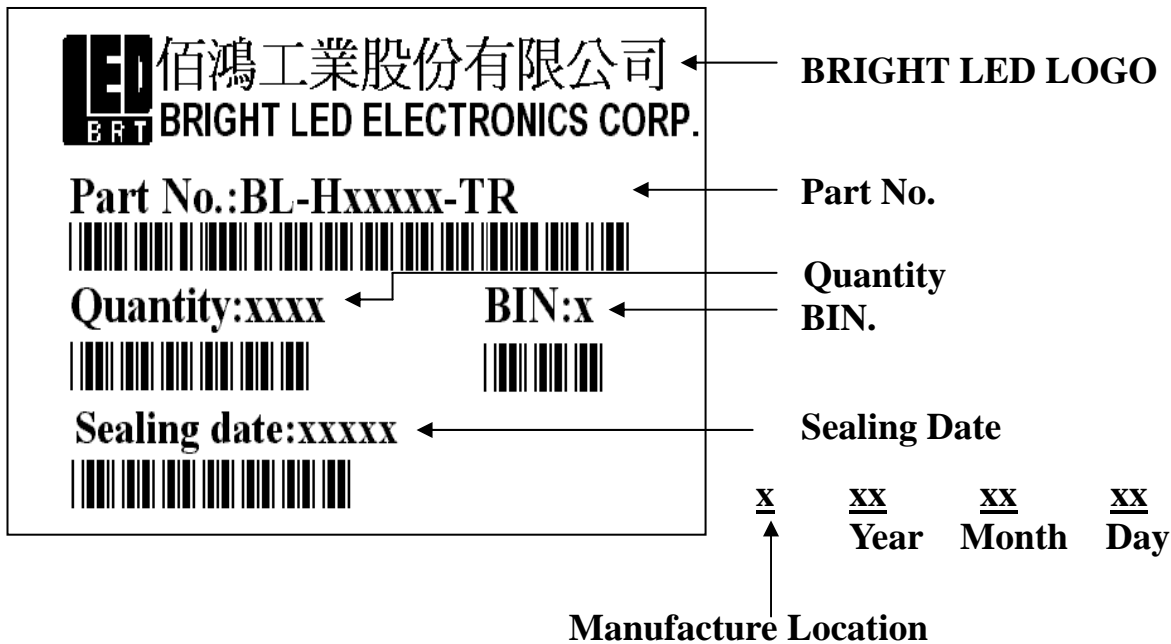 LED
BRT
佰鴻工業股份有限公司
BRIGHT LED ELECTRONICS CORP.
BRIGHT LED LOGO
Part No.:BL-Hxxxxx-TR
Part No.
Quantity:xxxx
BIN:x
Quantity
BIN.
Sealing date:xxxxx
Sealing Date
x xx xx xx
Year Month Day
Manufacture Location